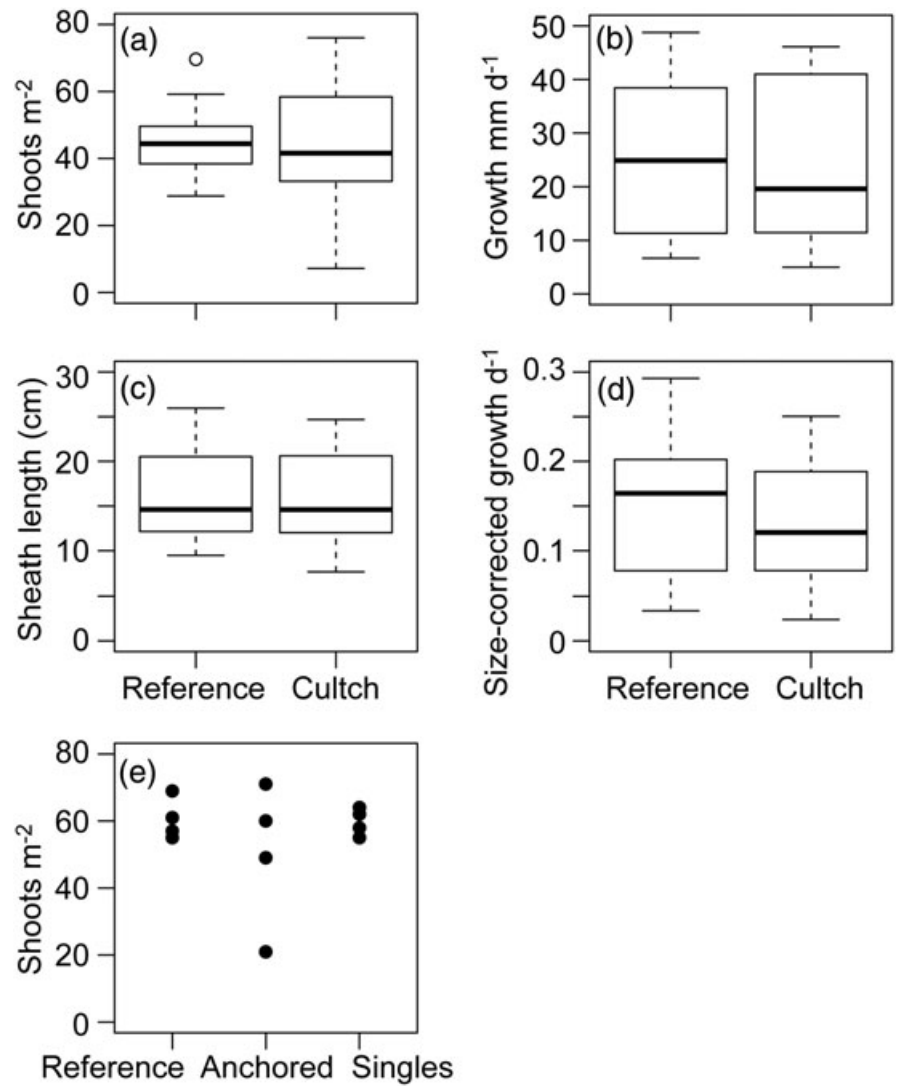 (a)
Shoots m-2
80
60
40
20
0
(b)
Growth mm d-1
50
40
30
20
10
0
(c)
Sheath length (cm)
30
20
10
0
Reference Cultch
(d)
Size-corrected growth d-1
0.3
0.2
0.1
0
Reference Cultch
(e)
Shoots m-2
80
60
40
20
0
Reference Anchored Singles